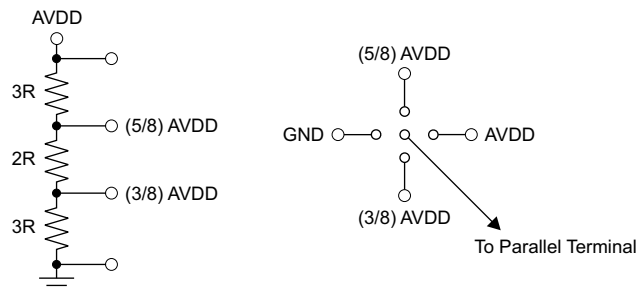 AVDD
3R
(5/8) AVDD
2R
(3/8) AVDD
3R
(5/8) AVDD
GND
AVDD
(3/8) AVDD
To Parallel Terminal